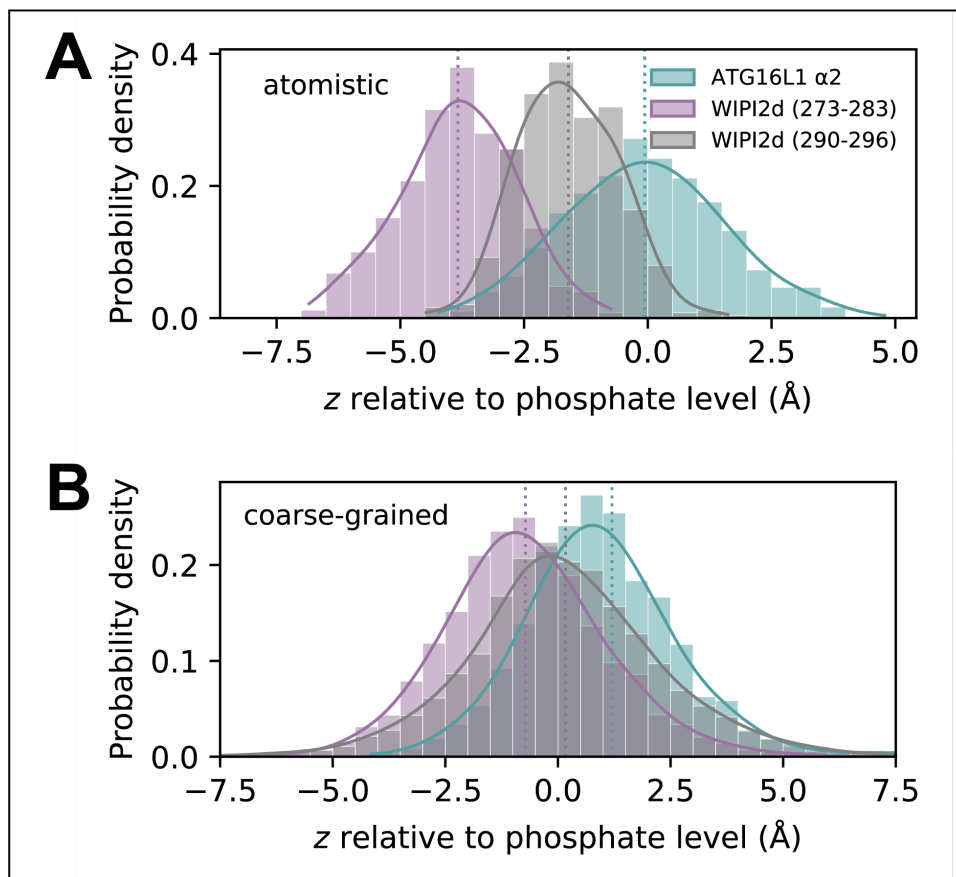 A
atomistic
ATG16L1 α2
WIPI2d (273-283)
WIPI2d (290-296)
Probability density
0.4
0.2
0.0
−7.5 −5.0 −2.5 0.0 2.5 5.0
z relative to phosphate level (Å)
B
coarse-grained
Probability density
0.2
0.1
0.0
−7.5 −5.0 −2.5 0.0 2.5 5.0 7.5
z relative to phosphate level (Å)